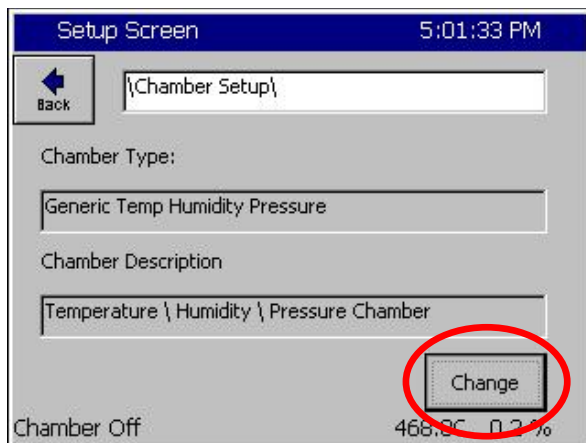 Setup Screen 5:01:33 PM
Back
\Chamber Setup\
Chamber Type:
Generic Temp Humidity Pressure
Chamber Description
Temperature \ Humidity \ Pressure Chamber
Change
Chamber Off